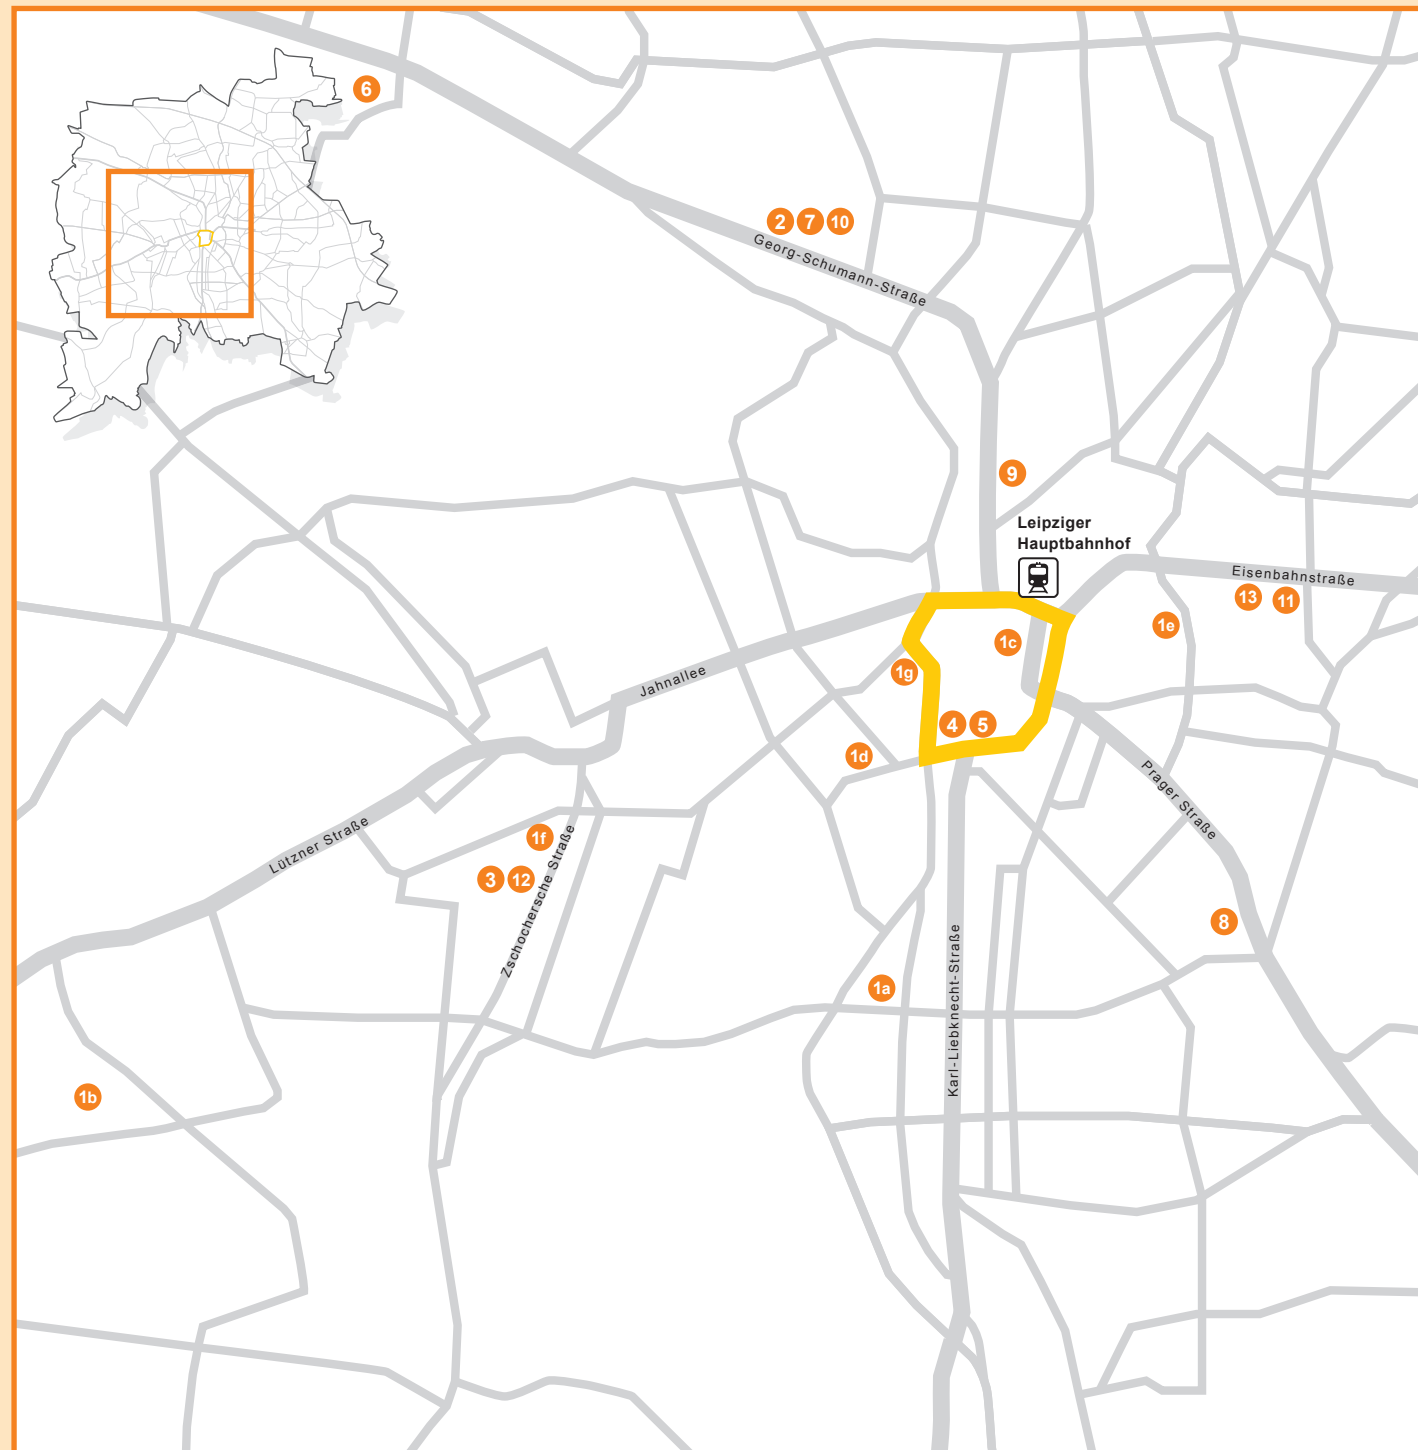 6
2 7 10
Georg-Schumann-Straße
9
Leipziger
Hauptbahnhof
Eisenbahnstraße
13 11
1e
1c
1g
Jahnallee
4 5
1d
Prager Straße
Lützner Straße
1f
Zschochersche Straße
3 12
8
Karl-Liebknecht-Straße
1a
1b